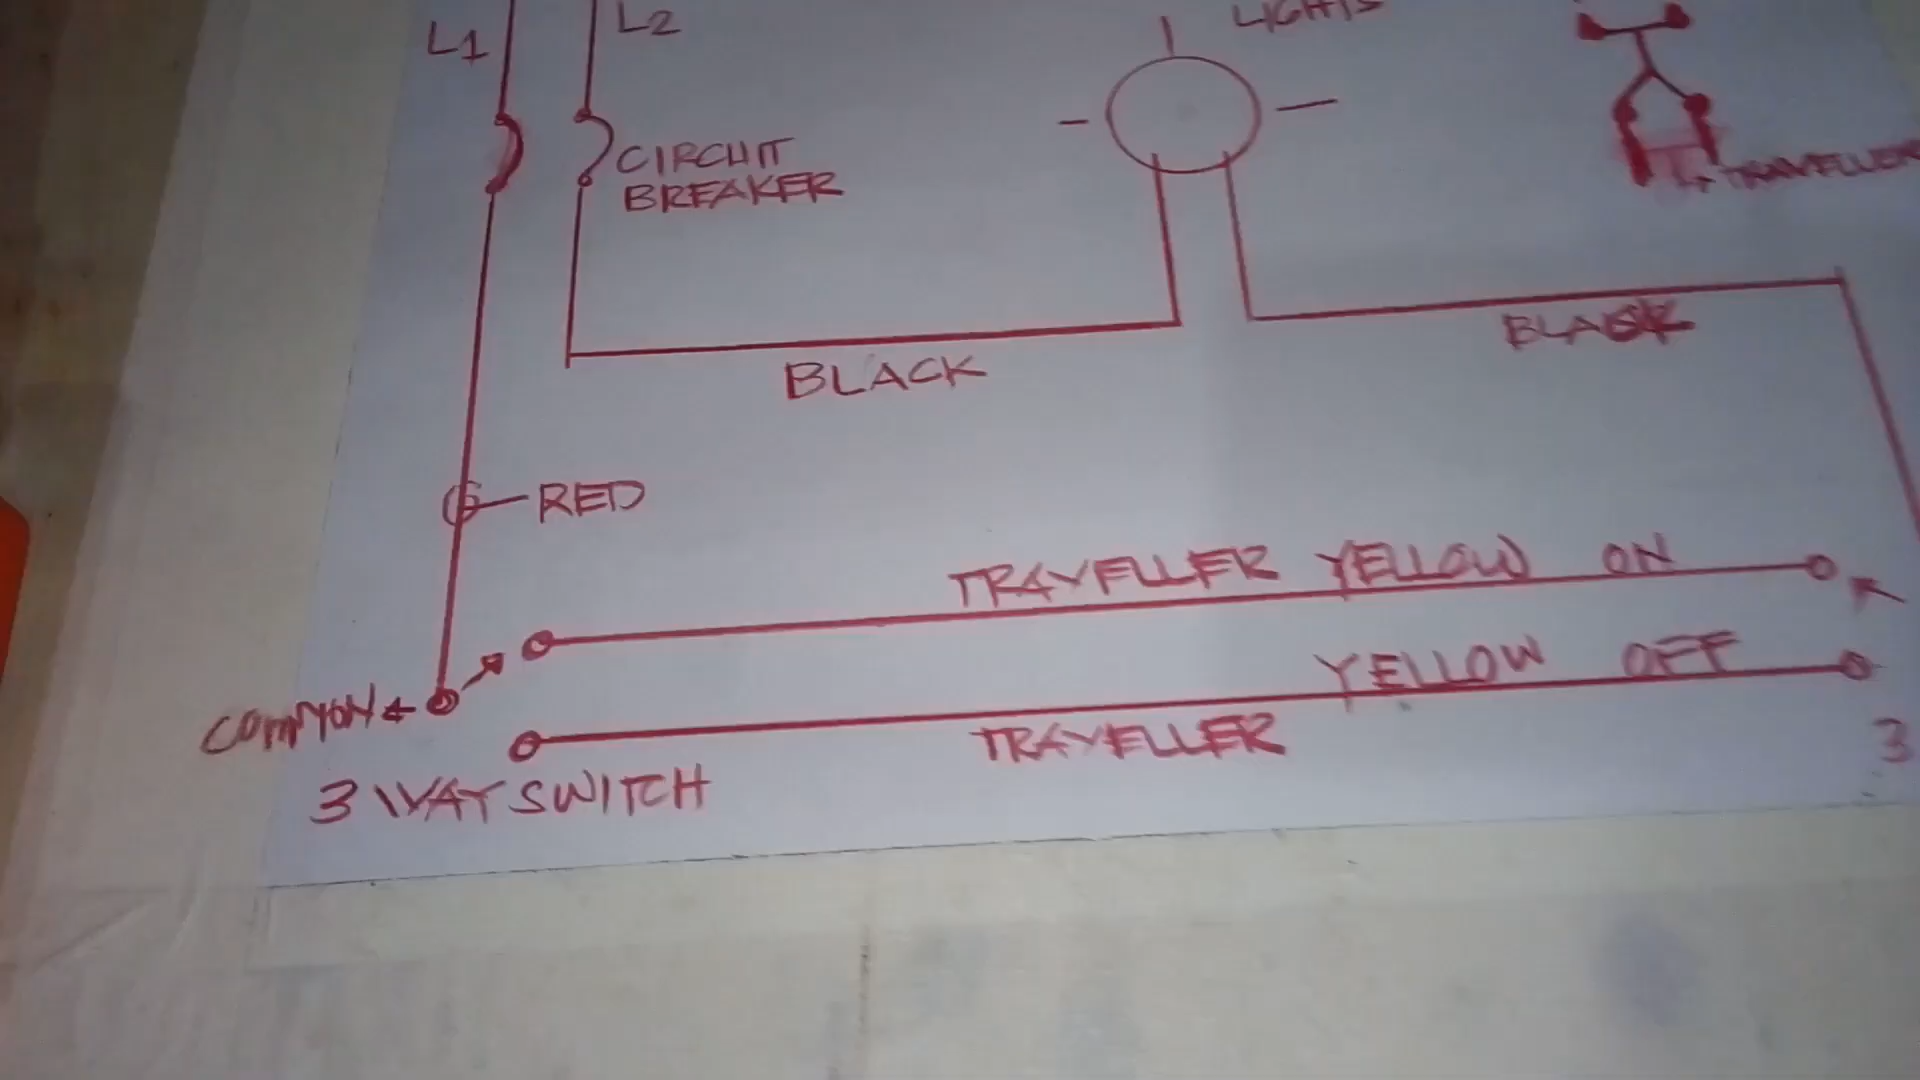 L1
L2
LIGHTS
CIRCUIT
BREAKER
TRAVELLER
BLACK
BLACK
RED
TRAVELLER YELLOW ON
YELLOW OFF
COMMON
TRAVELLER
3 WAY SWITCH
3